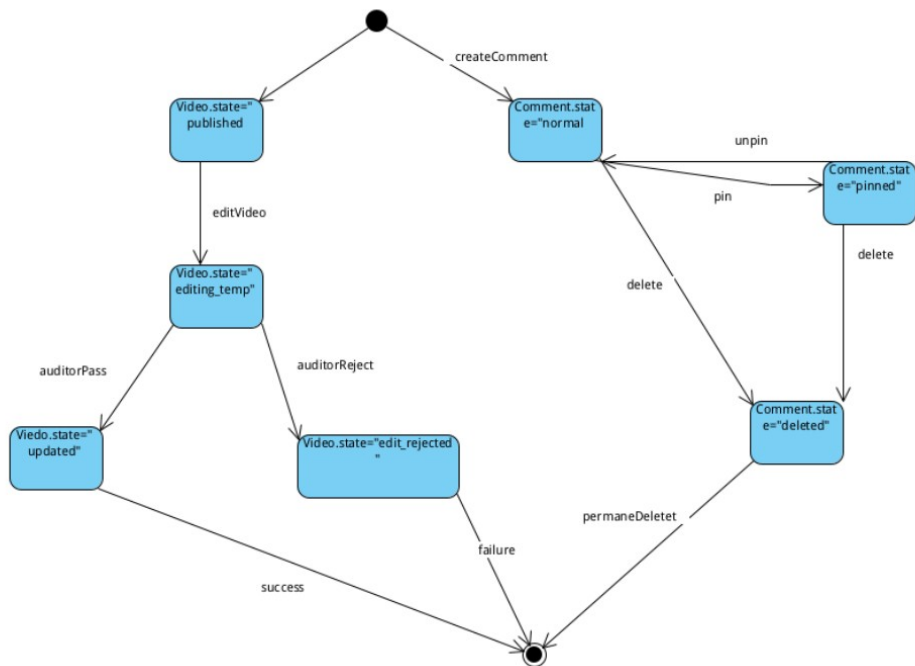 createComment
Video.state="
published
Comment.stat
e="normal
unpin
Comment.stat
e="pinned"
pin
editVideo
delete
Video.state="
editing_temp"
delete
auditorPass
auditorReject
Comment.stat
e="deleted"
Viedo.state="
updated"
Video.state="edit_rejected
"
permaneDeletet
failure
success